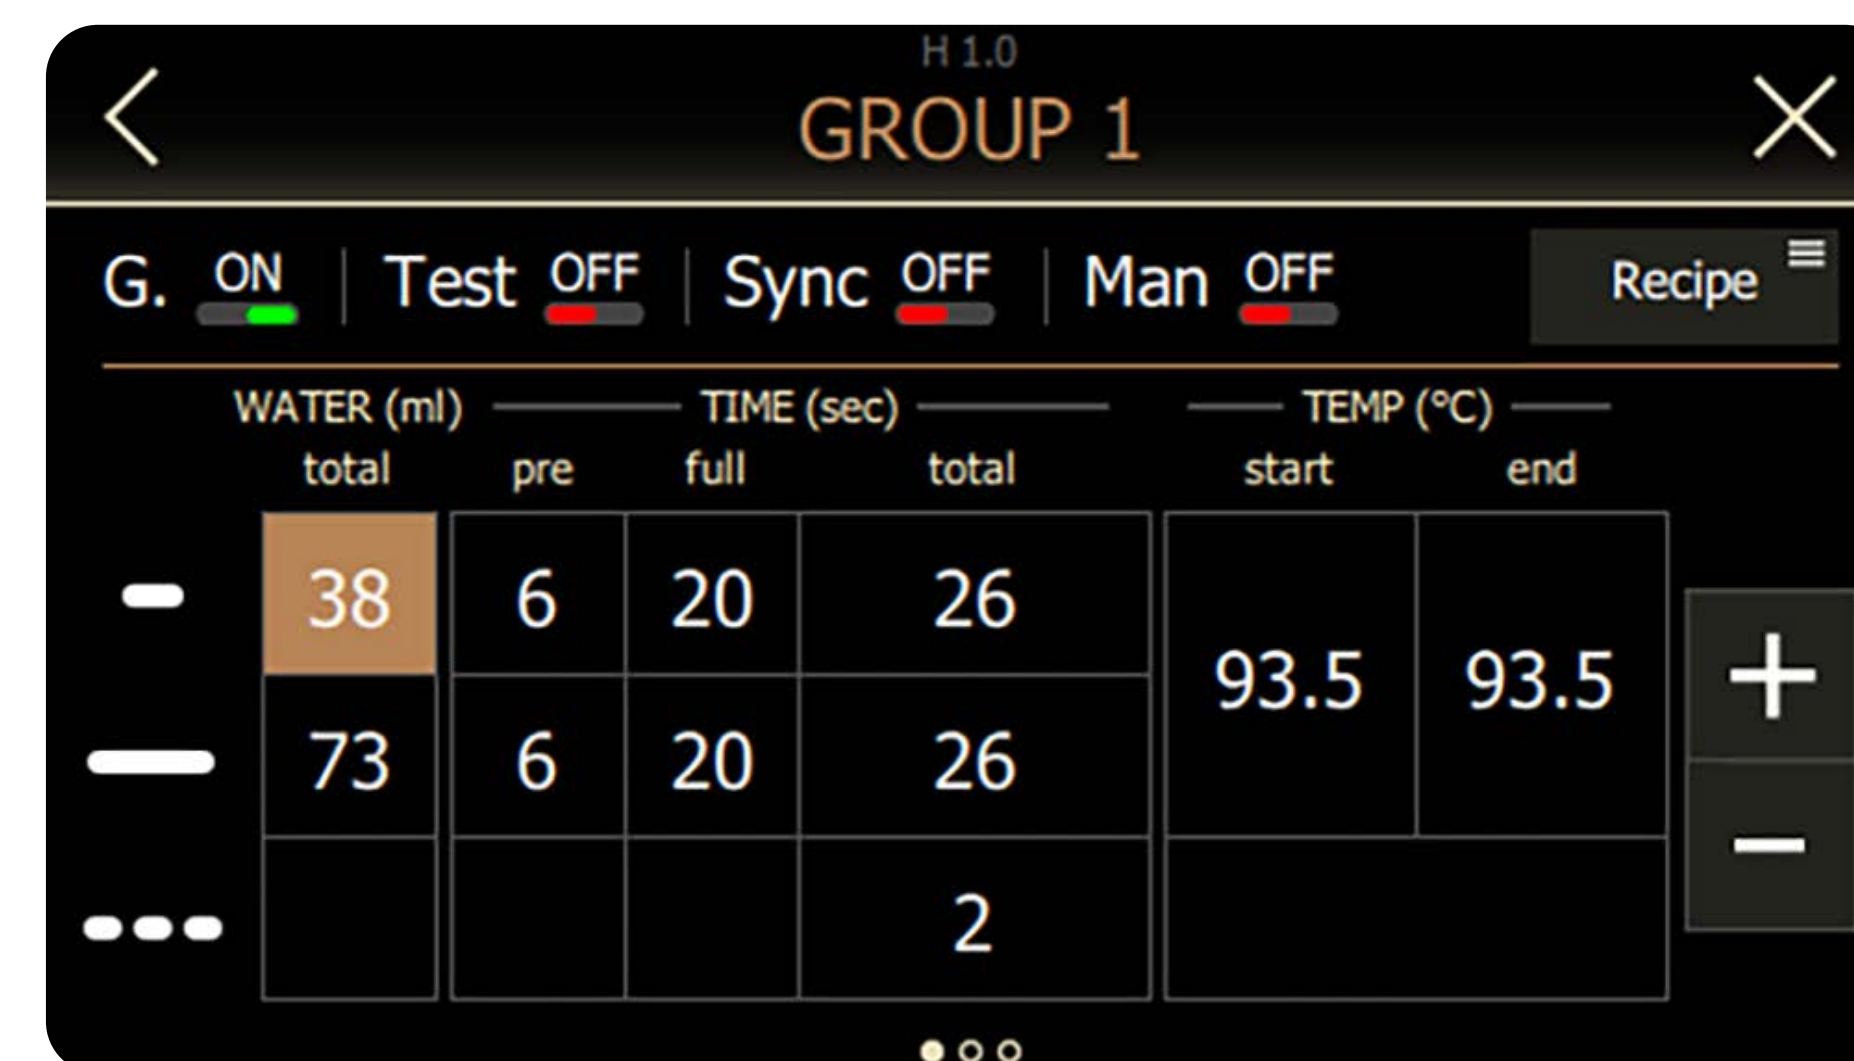 H 1.0
GROUP 1
G. ON Test OFF Sync OFF Man OFF Recipe
WATER (ml) TIME (sec) TEMP (°C)
total pre full total start end
38 6 20 26
93.5 93.5
73 6 20 26
2